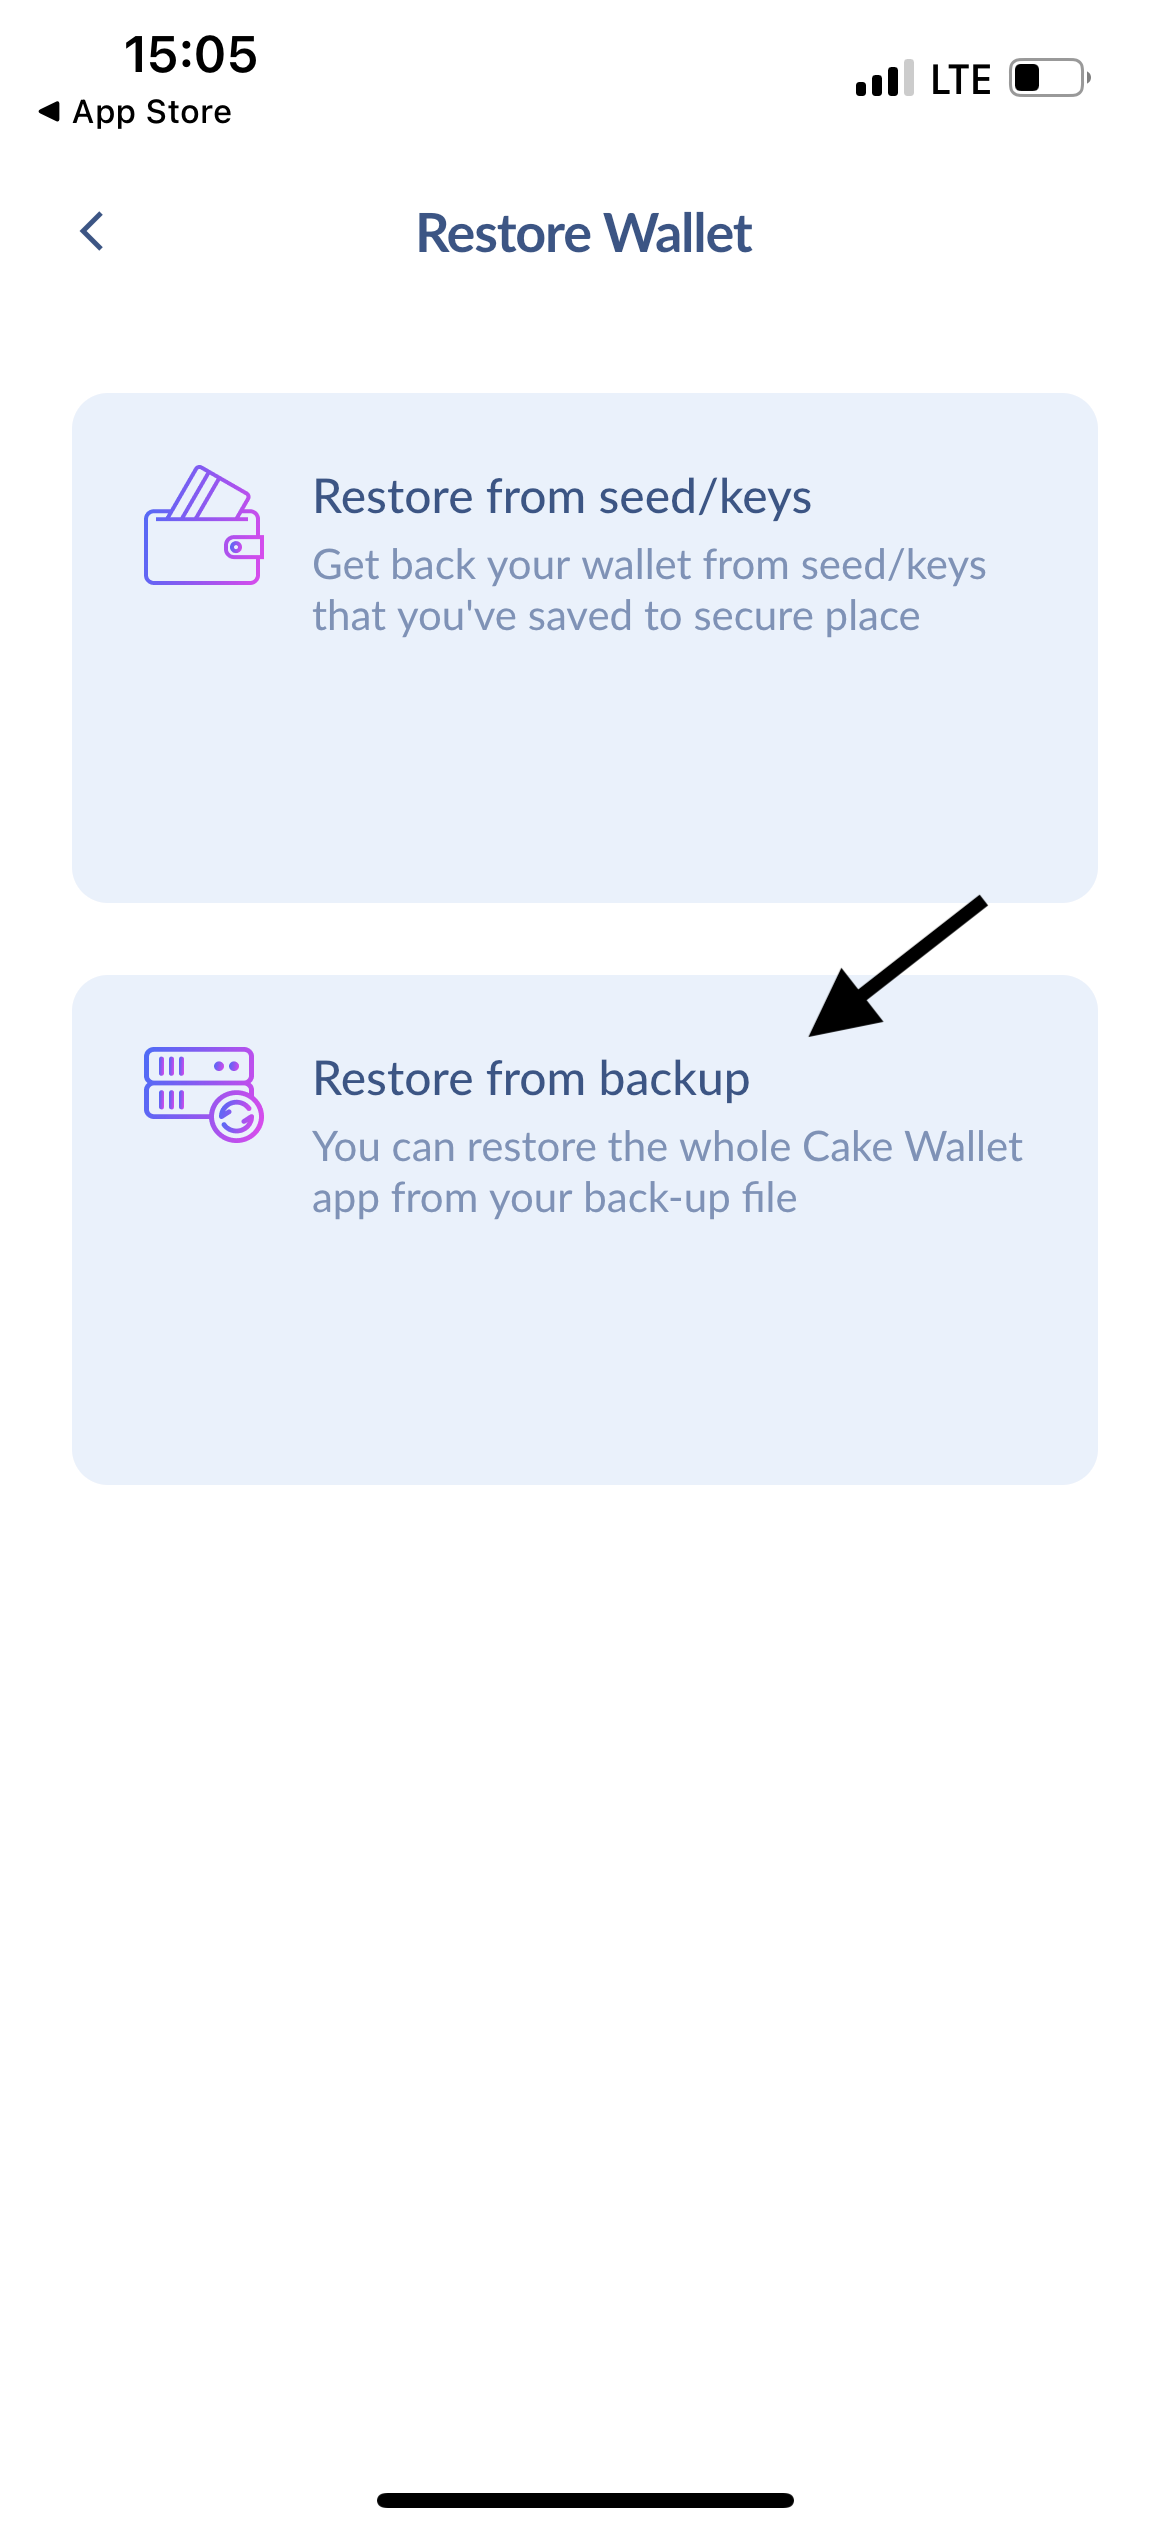 15:05
LTE
◀ App Store
Restore Wallet
Restore from seed/keys
Get back your wallet from seed/keys
that you've saved to secure place
Restore from backup
You can restore the whole Cake Wallet
app from your back-up file